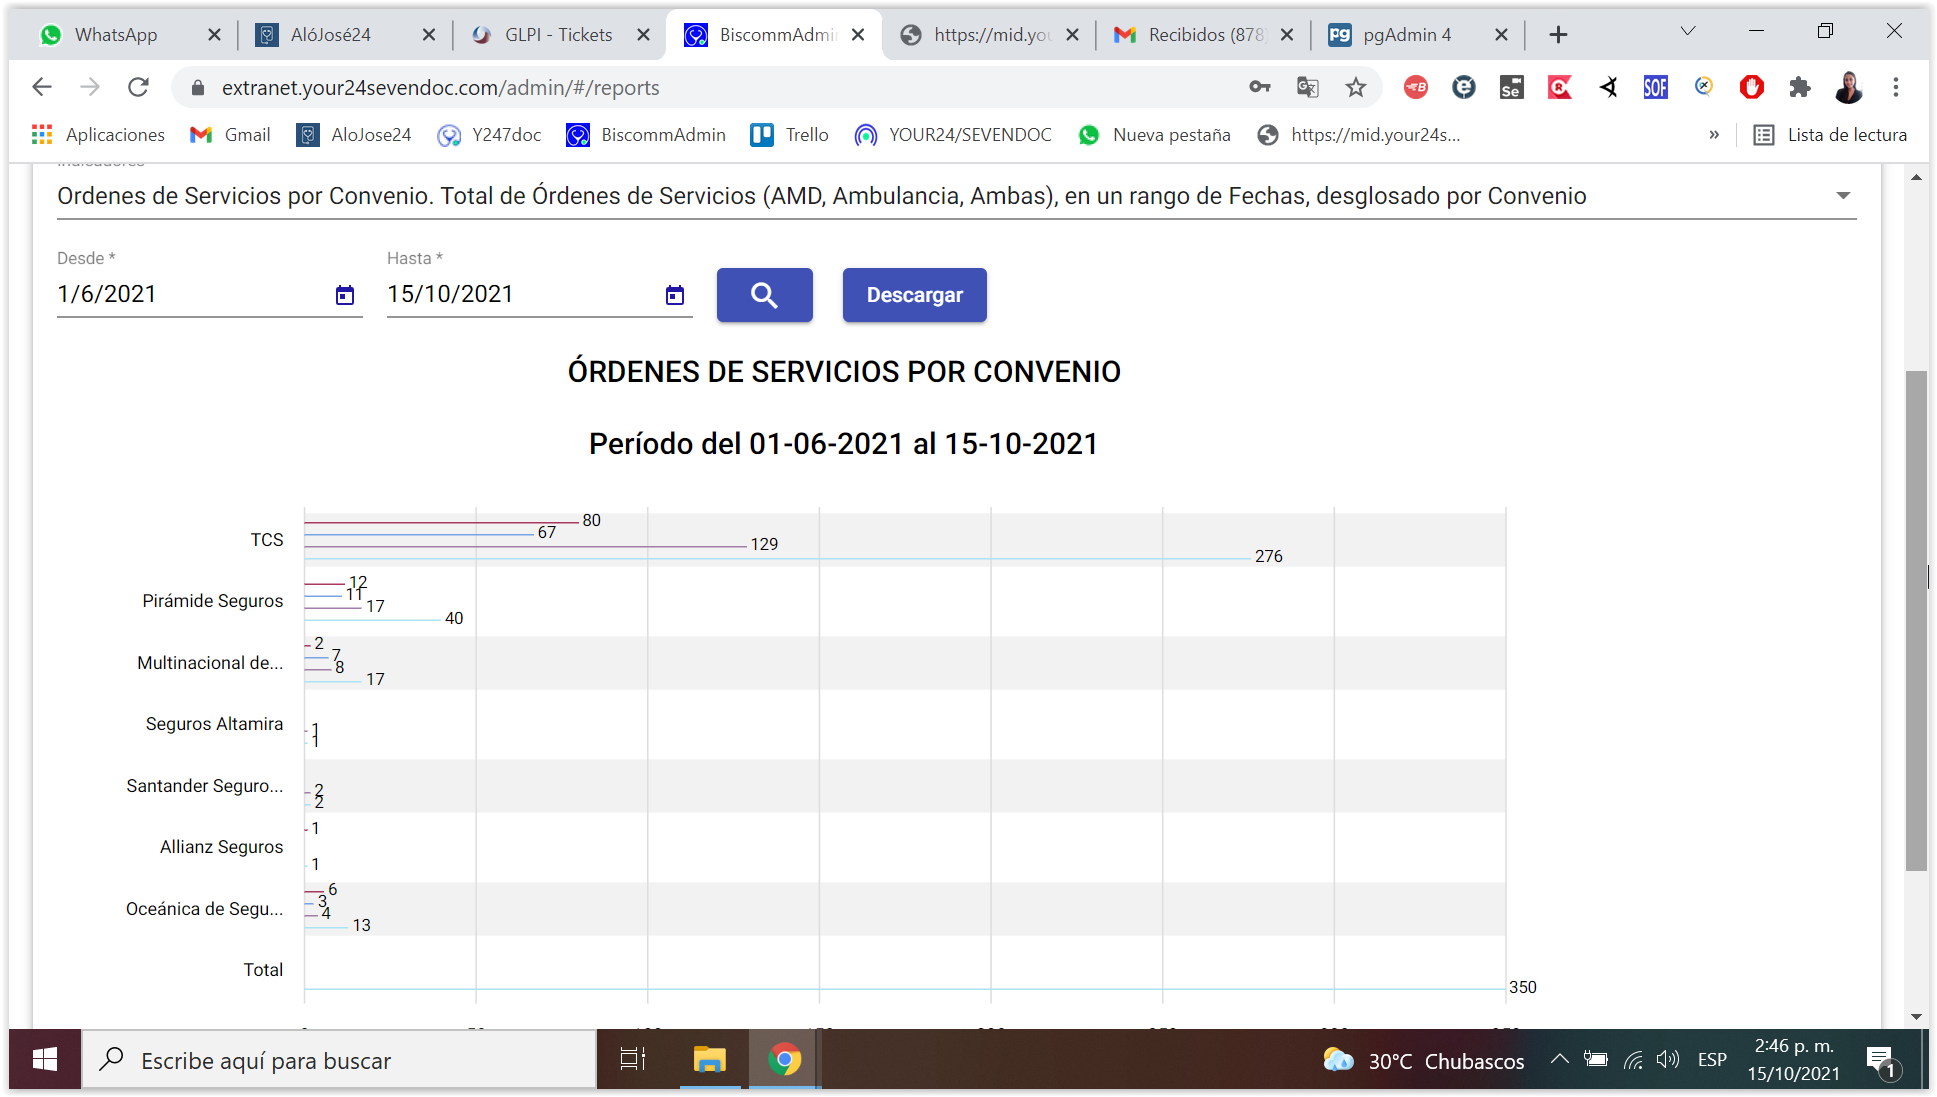 WhatsApp
AlóJosé24
GLPI - Tickets
BiscommAdmi
https://mid.you
Recibidos (878)
pgAdmin 4
extranet.your24sevendoc.com/admin/#/reports
Aplicaciones
Gmail
AloJose24
Y247doc
BiscommAdmin
Trello
YOUR24/SEVENDOC
Nueva pestaña
https://mid.your24s...
»
Lista de lectura
Ordenes de Servicios por Convenio. Total de Órdenes de Servicios (AMD, Ambulancia, Ambas), en un rango de Fechas, desglosado por Convenio
Desde *
1/6/2021
Hasta *
15/10/2021
Descargar
ÓRDENES DE SERVICIOS POR CONVENIO
Período del 01-06-2021 al 15-10-2021
TCS
80
67
129
276
Pirámide Seguros
12
11
17
40
Multinacional de...
2
7
8
17
Seguros Altamira
1
1
Santander Seguro...
2
2
Allianz Seguros
1
1
Oceánica de Segu...
6
3
4
13
Total
350
Escribe aquí para buscar
30°C Chubascos
ESP
2:46 p. m.
15/10/2021
1